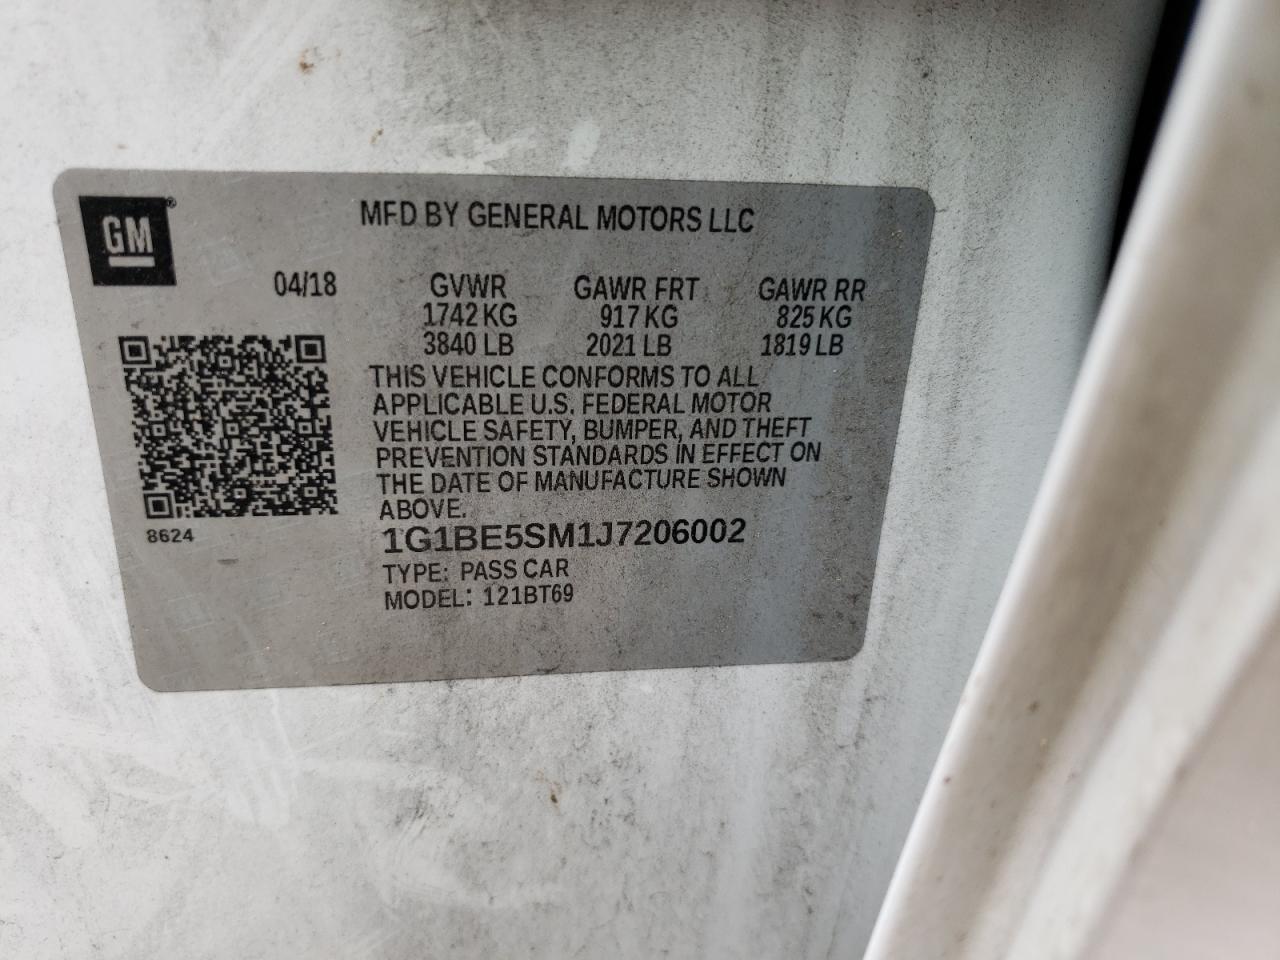 GM®
MFD BY GENERAL MOTORS LLC
04/18 GVWR GAWR FRT GAWR RR
1742 KG 917 KG 825 KG
3840 LB 2021 LB 1819 LB
THIS VEHICLE CONFORMS TO ALL
APPLICABLE U.S. FEDERAL MOTOR
VEHICLE SAFETY, BUMPER, AND THEFT
PREVENTION STANDARDS IN EFFECT ON
THE DATE OF MANUFACTURE SHOWN
ABOVE.
8624
1G1BE5SM1J7206002
TYPE: PASS CAR
MODEL: 121BT69